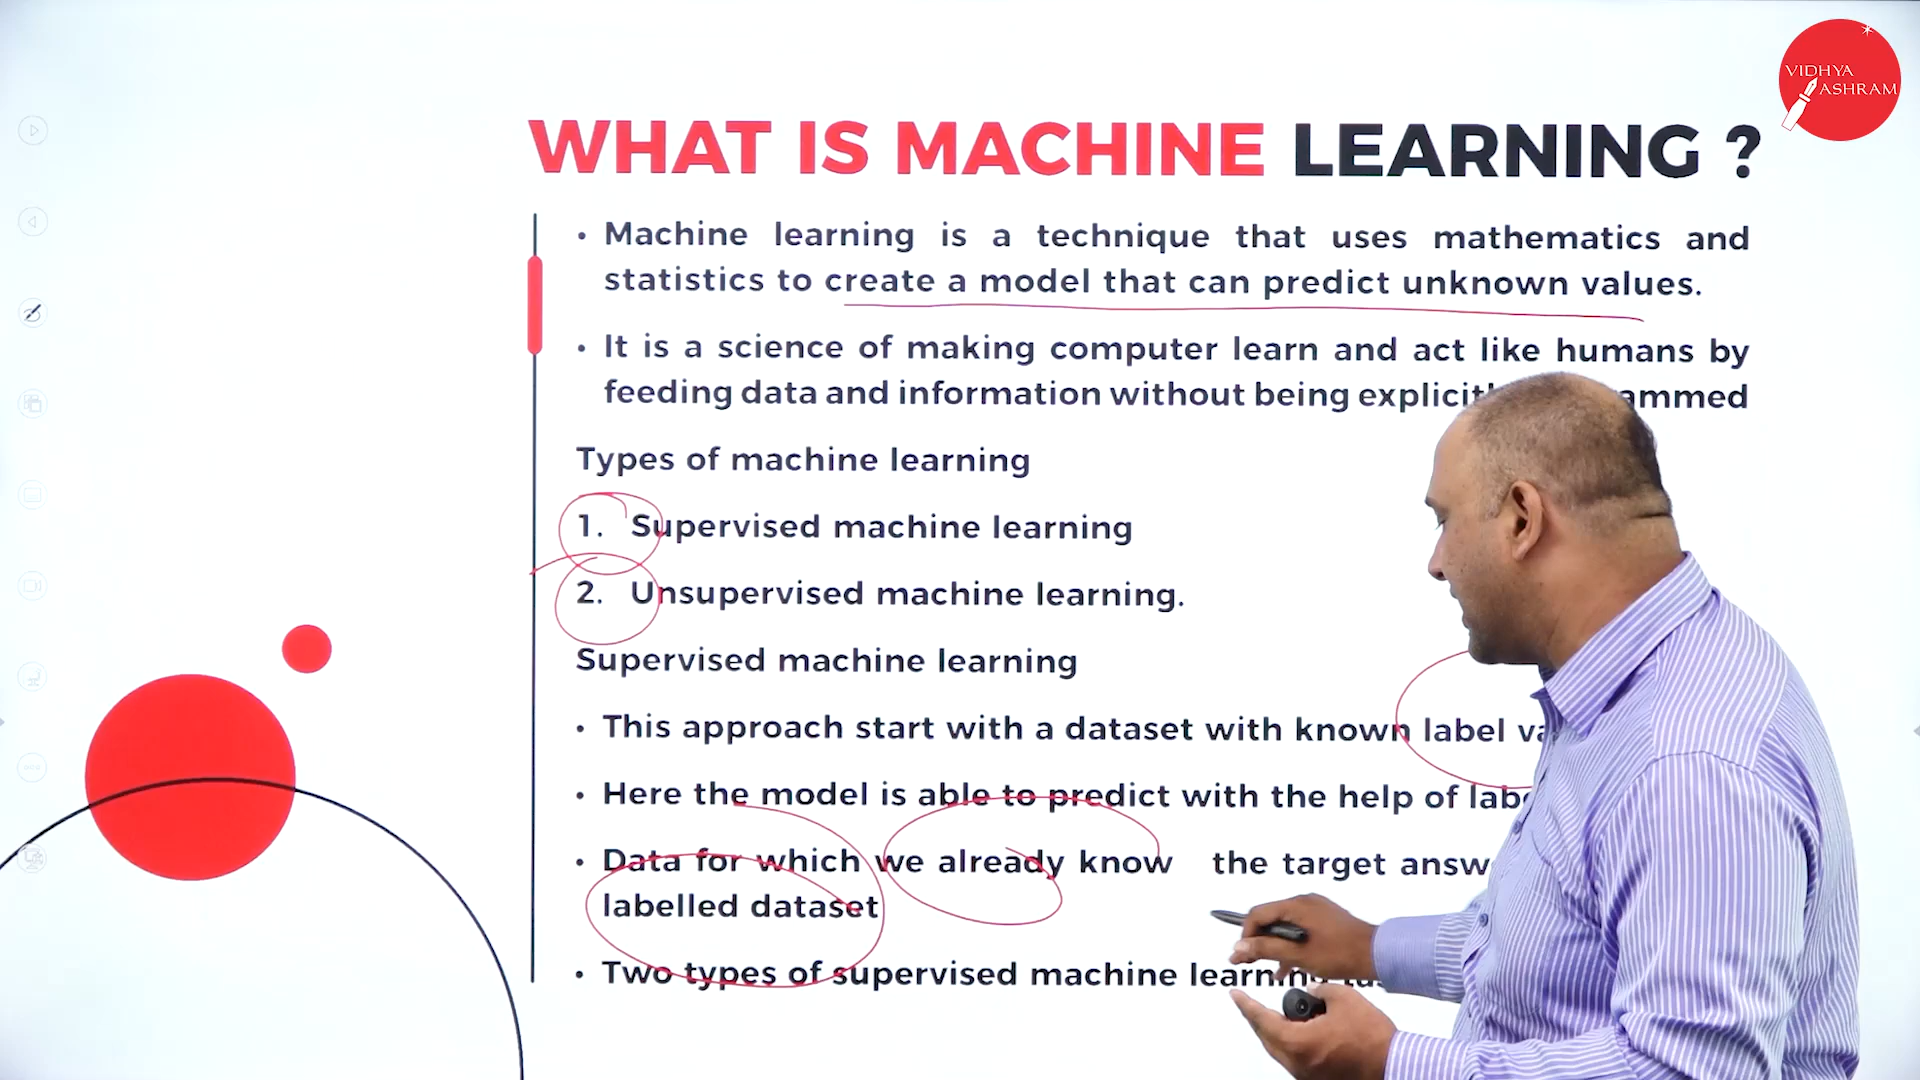 VIDHYA
ASHRAM
WHAT IS MACHINE LEARNING ?
• Machine learning is a technique that uses mathematics and
statistics to create a model that can predict unknown values.
• It is a science of making computer learn and act like humans by
feeding data and information without being
Types of machine learning
1. Supervised machine learning
2. Unsupervised machine learning.
Supervised machine learning
• This approach start with a dataset with known label
• Here the model is able to predict with the help of
• Data for which we already know the target
labelled dataset
• Two types of supervised machine